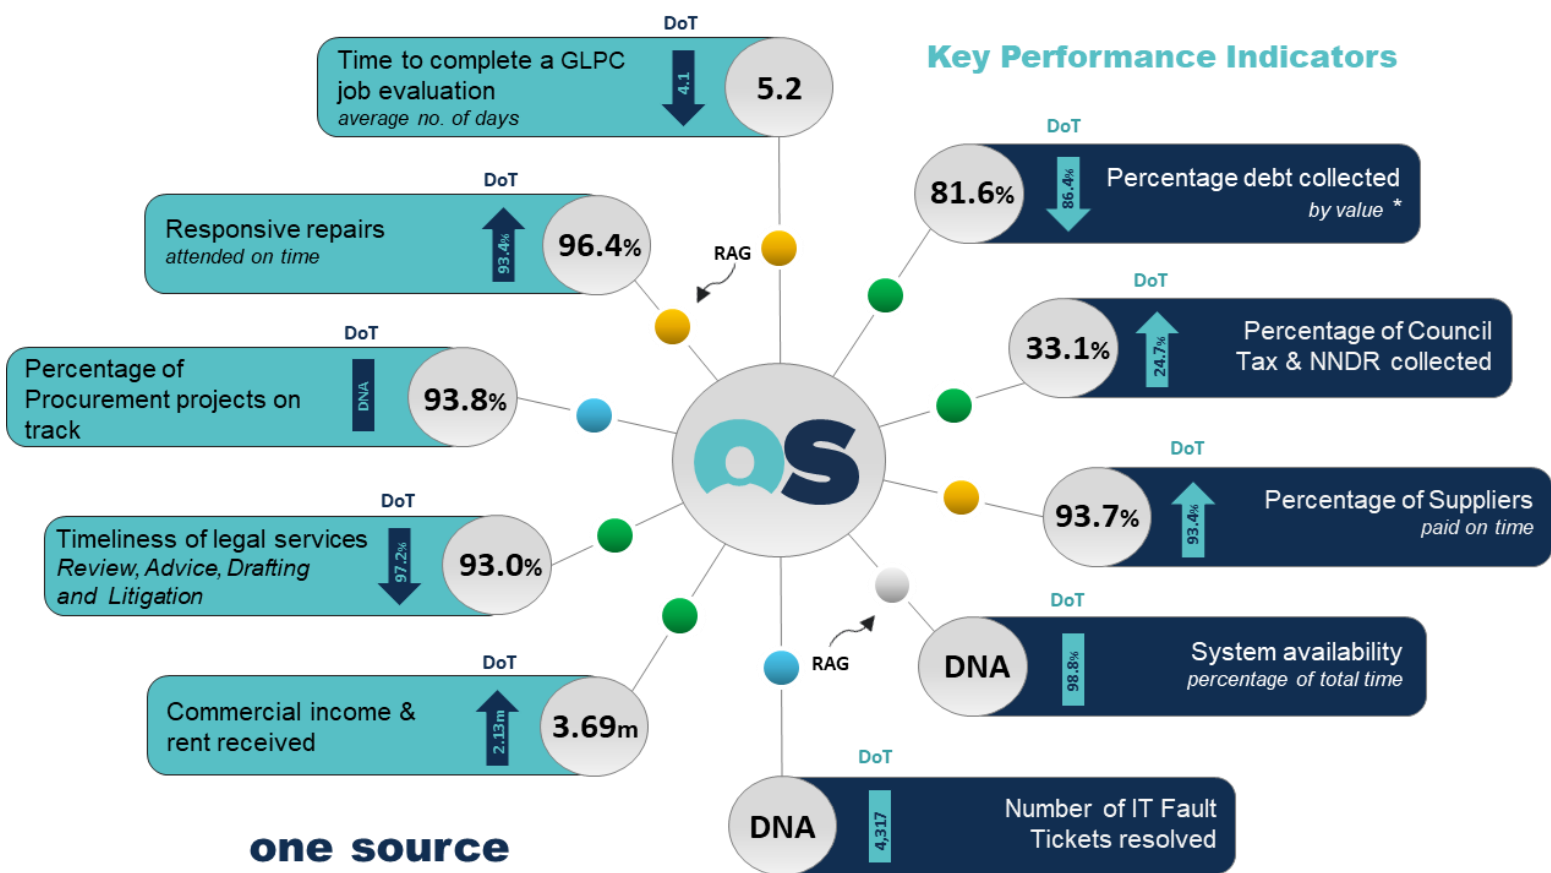 Key Performance Indicators
DoT
Time to complete a GLPC
job evaluation
average no. of days
4.1
5.2
DoT
Responsive repairs
attended on time
93.4%
96.4%
RAG
DoT
Percentage of
Procurement projects on
track
DNA
93.8%
DoT
Timeliness of legal services
Review, Advice, Drafting
and Litigation
97.2%
93.0%
DoT
Commercial income &
rent received
2.13m
3.69m
DoT
81.6%
86.4%
Percentage debt collected
by value *
DoT
33.1%
24.7%
Percentage of Council
Tax & NNDR collected
DoT
93.7%
93.4%
Percentage of Suppliers
paid on time
DoT
DNA
98.8%
System availability
percentage of total time
RAG
DoT
DNA
4,317
Number of IT Fault
Tickets resolved
OS
one source